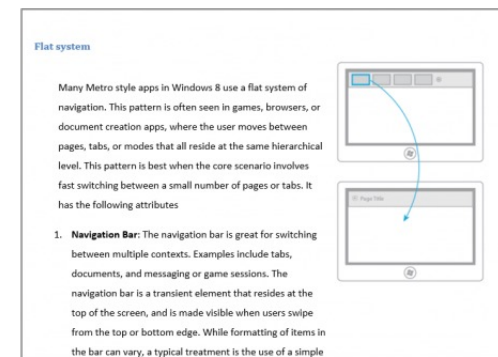 Flat system
Many Metro style apps in Windows 8 use a flat system of
navigation. This pattern is often seen in games, browsers, or
document creation apps, where the user moves between
pages, tabs, or modes that all reside at the same hierarchical
level. This pattern is best when the core scenario involves
fast switching between a small number of pages or tabs. It
has the following attributes
1. Navigation Bar: The navigation bar is great for switching
between multiple contexts. Examples include tabs,
documents, and messaging or game sessions. The
navigation bar is a transient element that resides at the
top of the screen, and is made visible when users swipe
from the top or bottom edge. While formatting of items in
the bar can vary, a typical treatment is the use of a simple
Page Title